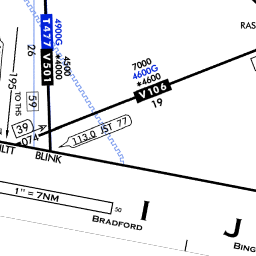 T477
V501
4900G
*4000
4500
26
RAS
7000
4600G
*4600
V106
19
195
TO THS
59
39
074
113.0 JST 77
BLINK
1" = 7NM
50
BRADFORD
I
J
BING